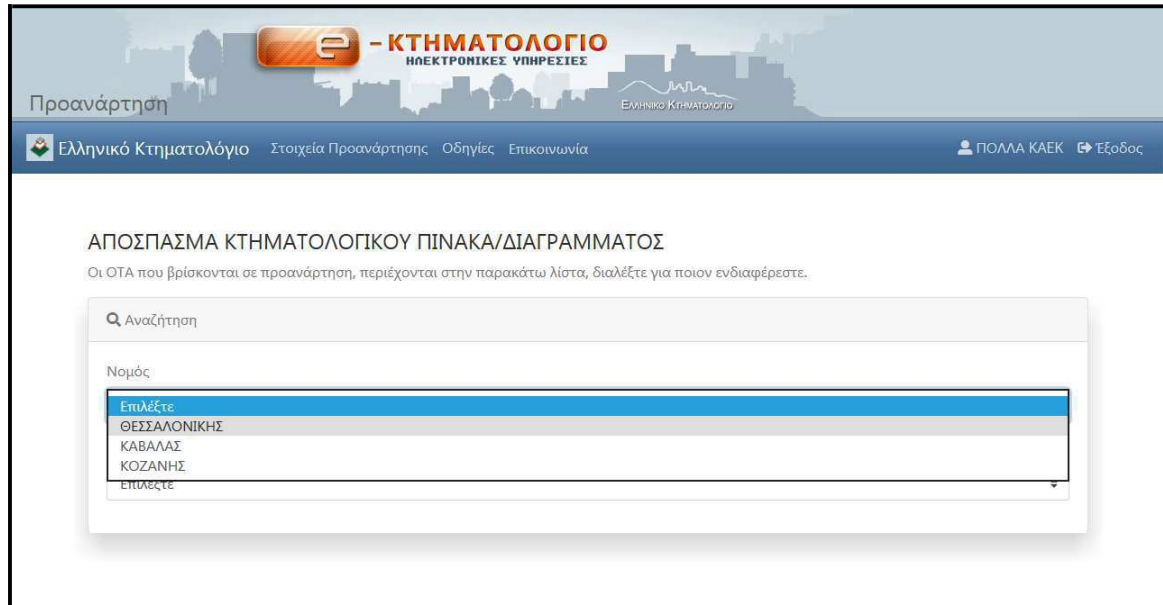 e - ΚΤΗΜΑΤΟΛΟΓΙΟ
ΗΛΕΚΤΡΟΝΙΚΕΣ ΥΠΗΡΕΣΙΕΣ
Προανάρτηση
ΕΛΛΗΝΙΚΟ ΚΤΗΜΑΤΟΛΟΓΙΟ
Ελληνικό Κτηματολόγιο Στοιχεία Προανάρτησης Οδηγίες Επικοινωνία ΠΟΛΛΑ ΚΑΕΚ Έξοδος
ΑΠΟΣΠΑΣΜΑ ΚΤΗΜΑΤΟΛΟΓΙΚΟΥ ΠΙΝΑΚΑ/ΔΙΑΓΡΑΜΜΑΤΟΣ
Οι ΟΤΑ που βρίσκονται σε προανάρτηση, περιέχονται στην παρακάτω λίστα, διαλέξτε για ποιον ενδιαφέρεστε.
Αναζήτηση
Νομός
Επιλέξτε
ΘΕΣΣΑΛΟΝΙΚΗΣ
ΚΑΒΑΛΑΣ
ΚΟΖΑΝΗΣ
Επιλέξτε